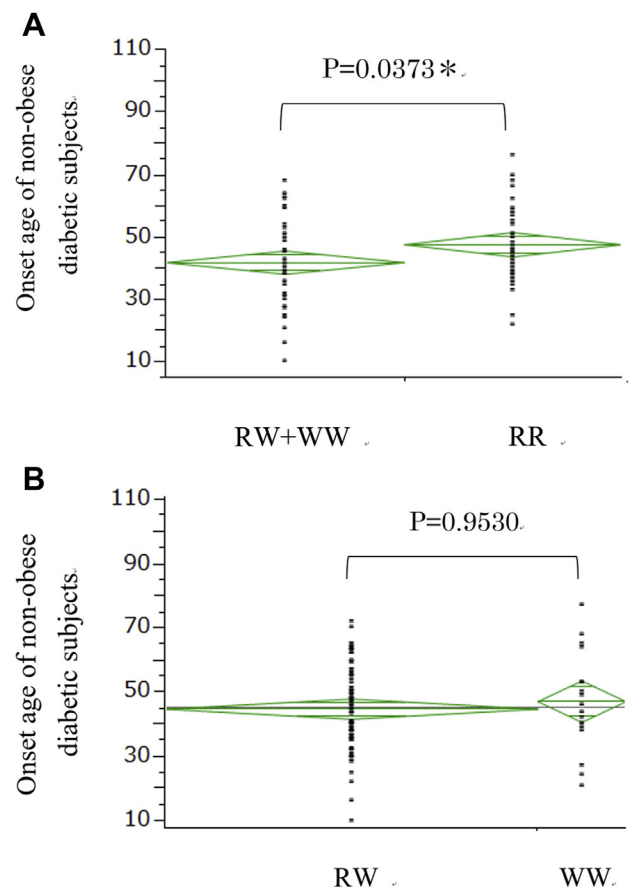 A
Onset age of non-obese
diabetic subjects
110
90
70
50
30
10
P=0.0373*
RW+WW
RR
B
Onset age of non-obese
diabetic subjects
110
90
70
50
30
10
P=0.9530
RW
WW